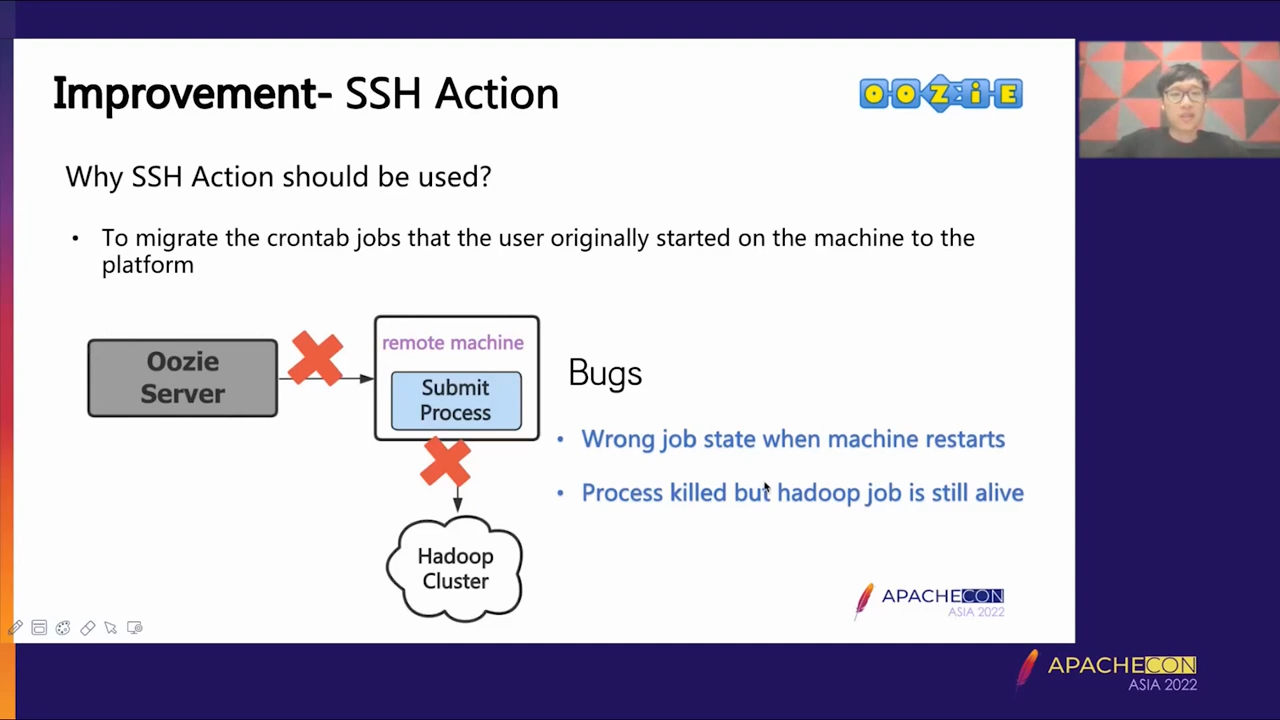 Improvement- SSH Action
OOZIE
Why SSH Action should be used?
• To migrate the crontab jobs that the user originally started on the machine to the
platform
Oozie
Server
remote machine
Submit
Process
Hadoop
Cluster
Bugs
• Wrong job state when machine restarts
• Process killed but hadoop job is still alive
APACHECON
ASIA 2022
APACHECON
ASIA 2022